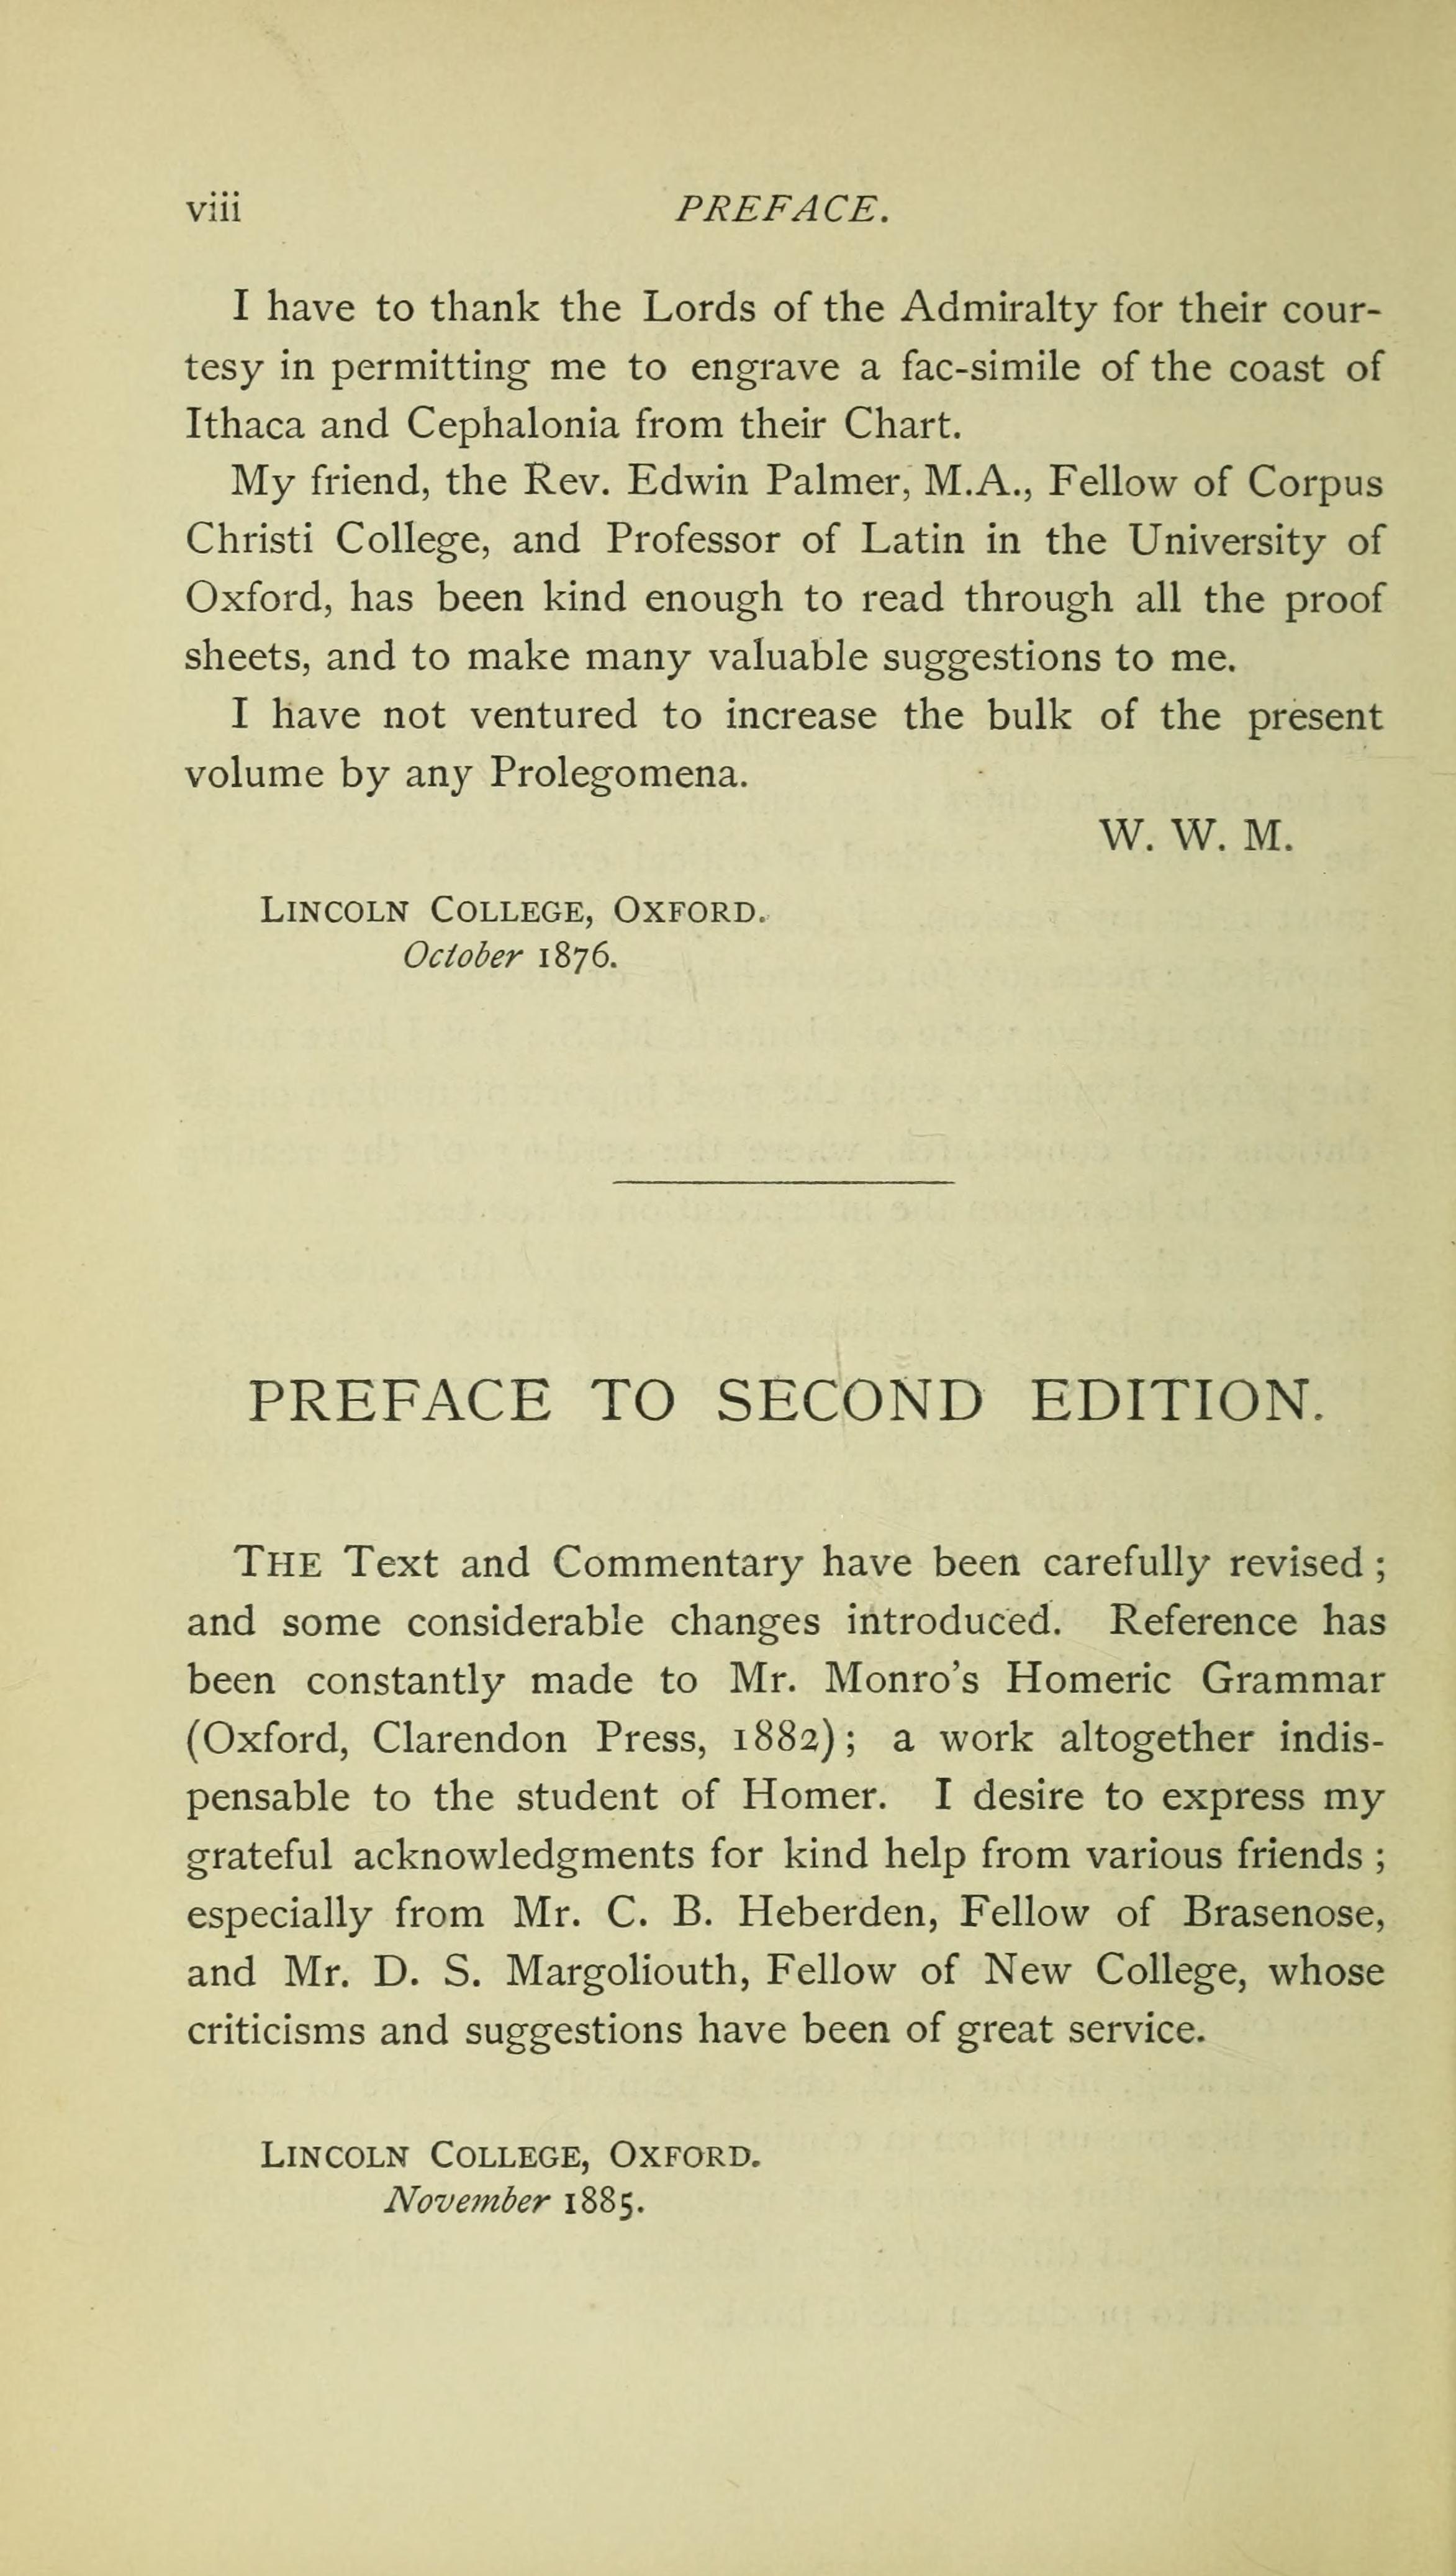 viii PREFACE.
I have to thank the Lords of the Admiralty for their cour-
tesy in permitting me to engrave a fac-simile of the coast of
Ithaca and Cephalonia from their Chart.
My friend, the Rev. Edwin Palmer, M.A., Fellow of Corpus
Christi College, and Professor of Latin in the University of
Oxford, has been kind enough to read through all the proof
sheets, and to make many valuable suggestions to me.
I have not ventured to increase the bulk of the present
volume by any Prolegomena.
W. W. M.
LINCOLN COLLEGE, OXFORD.
October 1876.
PREFACE TO SECOND EDITION.
THE Text and Commentary have been carefully revised ;
and some considerable changes introduced. Reference has
been constantly made to Mr. Monro's Homeric Grammar
(Oxford, Clarendon Press, 1882) ; a work altogether indis-
pensable to the student of Homer. I desire to express my
grateful acknowledgments for kind help from various friends ;
especially from Mr. C. B. Heberden, Fellow of Brasenose,
and Mr. D. S. Margoliouth, Fellow of New College, whose
criticisms and suggestions have been of great service.
LINCOLN COLLEGE, OXFORD.
November 1885.